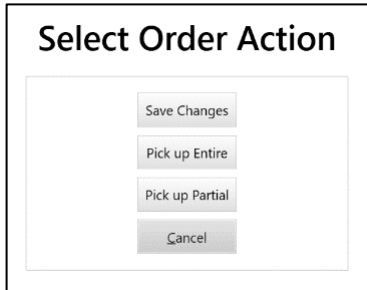 Select Order Action
Save Changes
Pick up Entire
Pick up Partial
Cancel